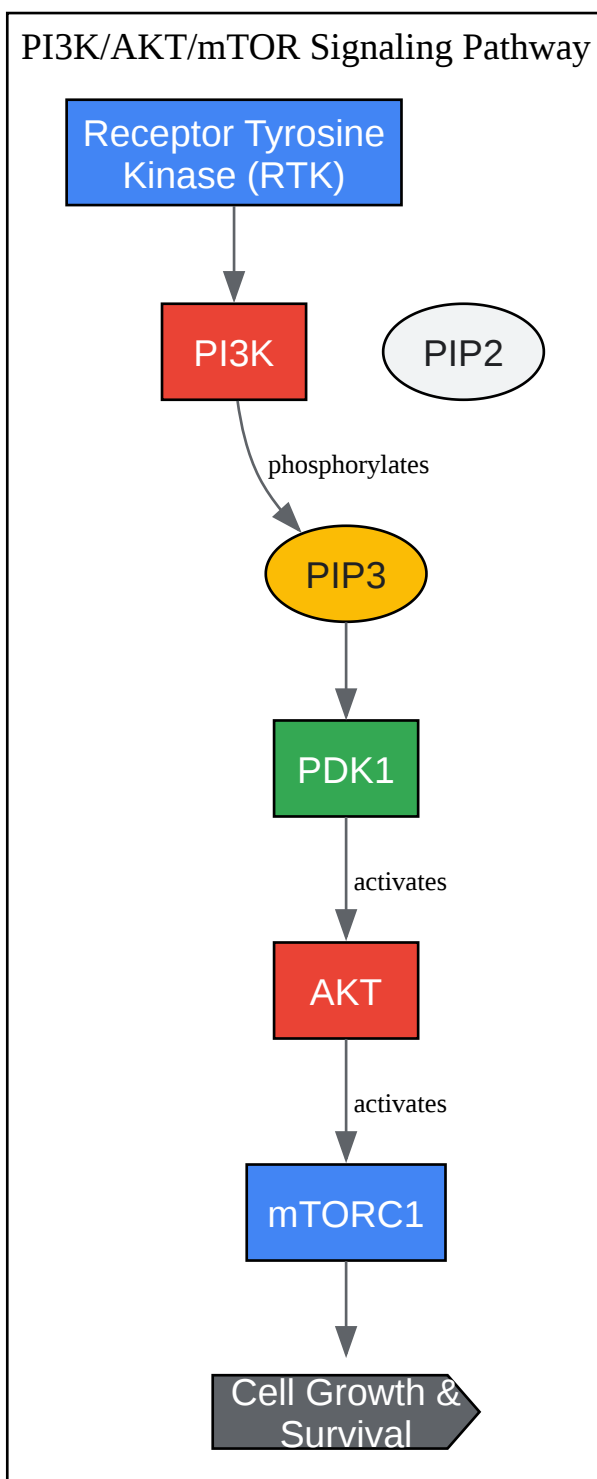 PI3K/AKT/mTOR Signaling Pathway
Receptor Tyrosine
Kinase (RTK)
PI3K
PIP2
phosphorylates
PIP3
PDK1
activates
AKT
activates
mTORC1
Cell Growth &
Survival